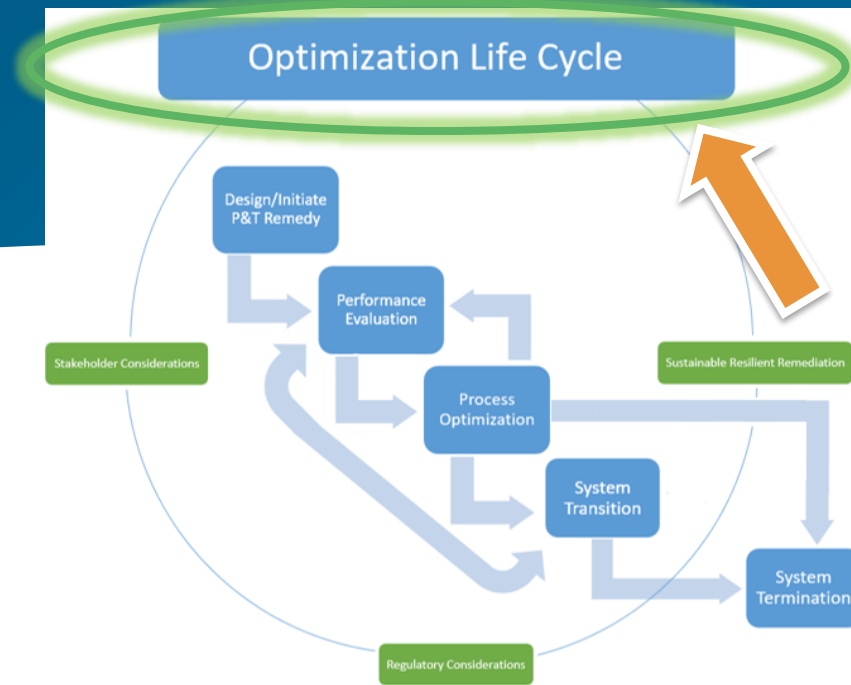 Optimization Life Cycle
Design/Initiate
P&T Remedy
Performance
Evaluation
Stakeholder Considerations
Sustainable Resilient Remediation
Process
Optimization
System
Transition
System
Termination
Regulatory Considerations